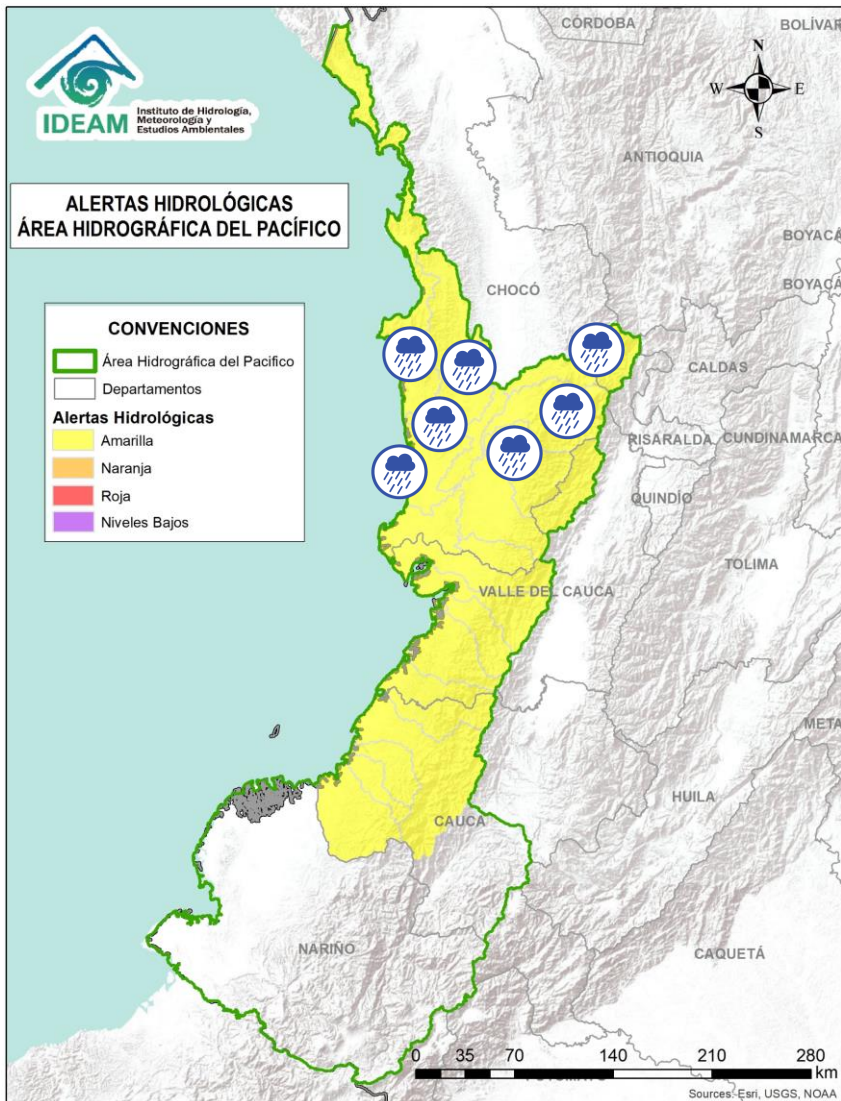 CÓRDOBA
BOLÍVAR
IDEAM
Instituto de Hidrología,
Meteorología y
Estudios Ambientales
N
W
E
S
ANTIOQUIA
ALERTAS HIDROLÓGICAS
ÁREA HIDROGRÁFICA DEL PACÍFICO
BOYACÁ
BOYACÁ
CHOCÓ
CONVENCIONES
Área Hidrográfica del Pacifico
Departamentos
Alertas Hidrológicas
Amarilla
Naranja
Roja
Niveles Bajos
CALDAS
RISARALDA
CUNDINAMARCA
QUINDÍO
TOLIMA
VALLE DEL CAUCA
META
HUILA
CAUCA
NARIÑO
CAQUETÁ
0 35 70 140 210 280
km
Sources: Esri, USGS, NOAA